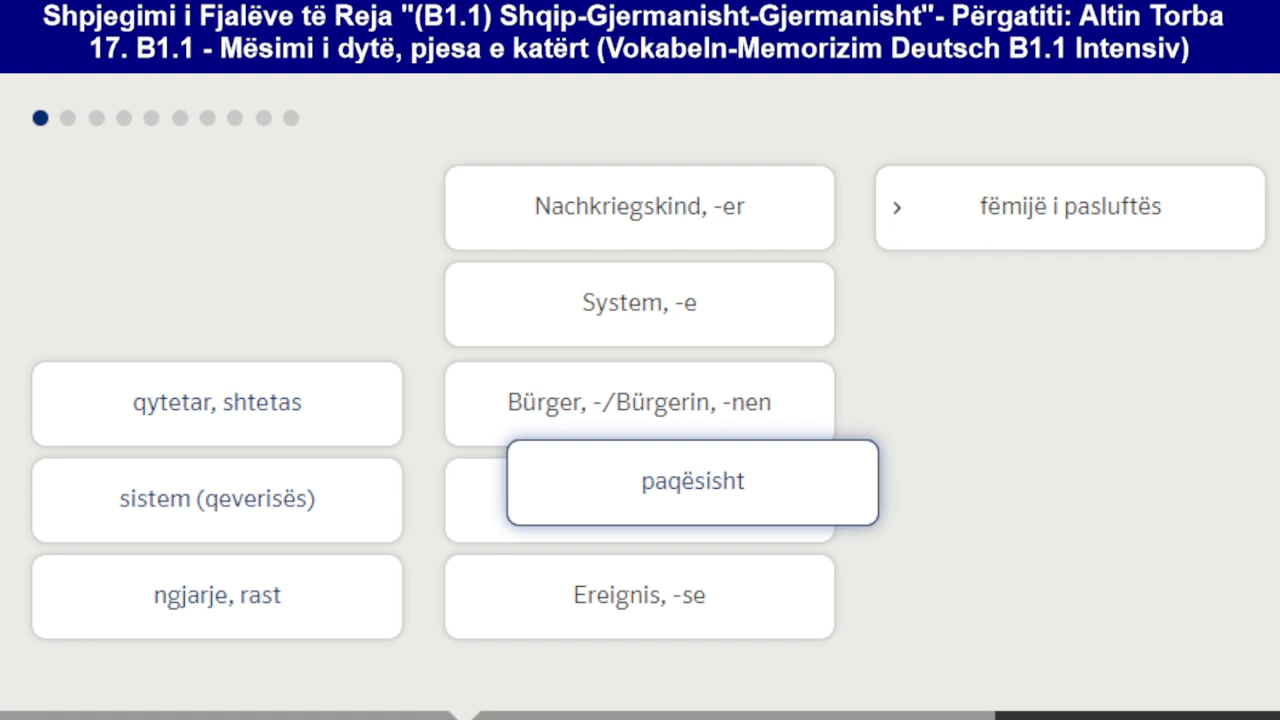 Shpjegimi i Fjalëve të Reja "(B1.1) Shqip-Gjermanisht-Gjermanisht"- Përgatiti: Altin Torba
17. B1.1 - Mësimi i dytë, pjesa e katërt (Vokabeln-Memorizim Deutsch B1.1 Intensiv)
Nachkriegskind, -er
fëmijë i pasluftës
System, -e
qytetar, shtetas
Bürger, -/Bürgerin, -nen
paqësisht
sistem (qeverisës)
ngjarje, rast
Ereignis, -se